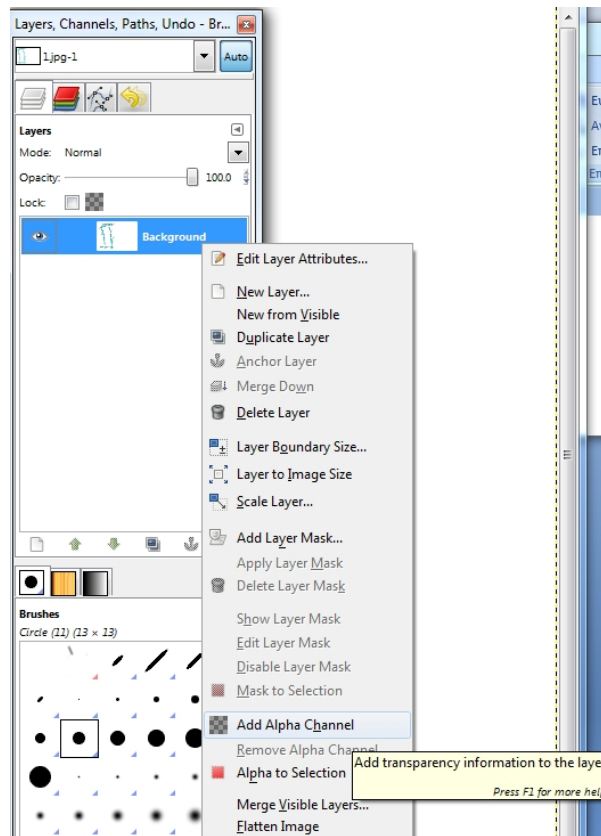 Layers, Channels, Paths, Undo - Br...
1.jpg-1
Auto
Layers
Mode: Normal
Opacity:
100.0
Lock:
Background
Edit Layer Attributes...
New Layer...
New from Visible
Duplicate Layer
Anchor Layer
Merge Down
Delete Layer
Layer Boundary Size...
Layer to Image Size
Scale Layer...
Add Layer Mask...
Apply Layer Mask
Delete Layer Mask
Show Layer Mask
Edit Layer Mask
Disable Layer Mask
Mask to Selection
Add Alpha Channel
Remove Alpha Channel
Add transparency information to the laye
Press F1 for more help
Alpha to Selection
Merge Visible Layers...
Flatten Image
Brushes
Circle (11) (13 × 13)